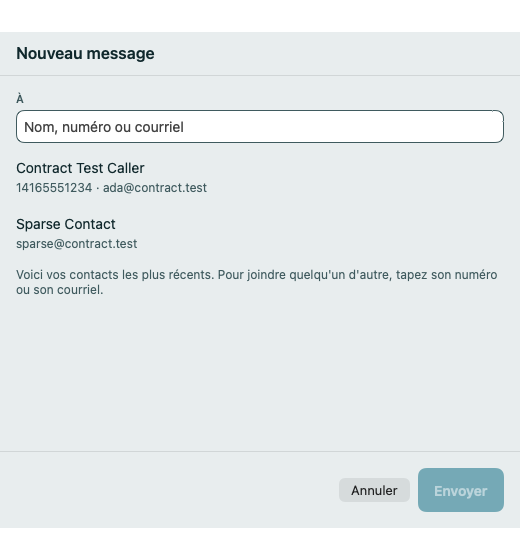 Nouveau message
À
Nom, numéro ou courriel
Contract Test Caller
14165551234 · ada@contract.test
Sparse Contact
sparse@contract.test
Voici vos contacts les plus récents. Pour joindre quelqu'un d'autre, tapez son numéro
ou son courriel.
Annuler
Envoyer